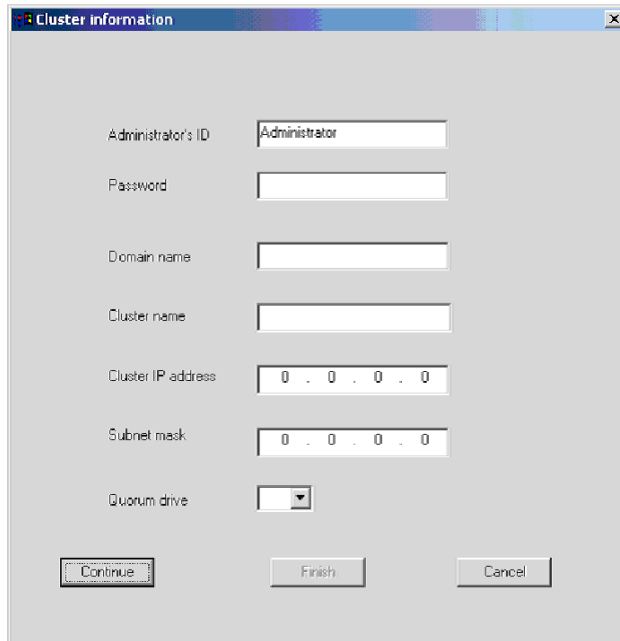 Cluster information
Administrator's ID Administrator
Password
Domain name
Cluster name
Cluster IP address 0 . 0 . 0 . 0
Subnet mask 0 . 0 . 0 . 0
Quorum drive
Continue Finish Cancel